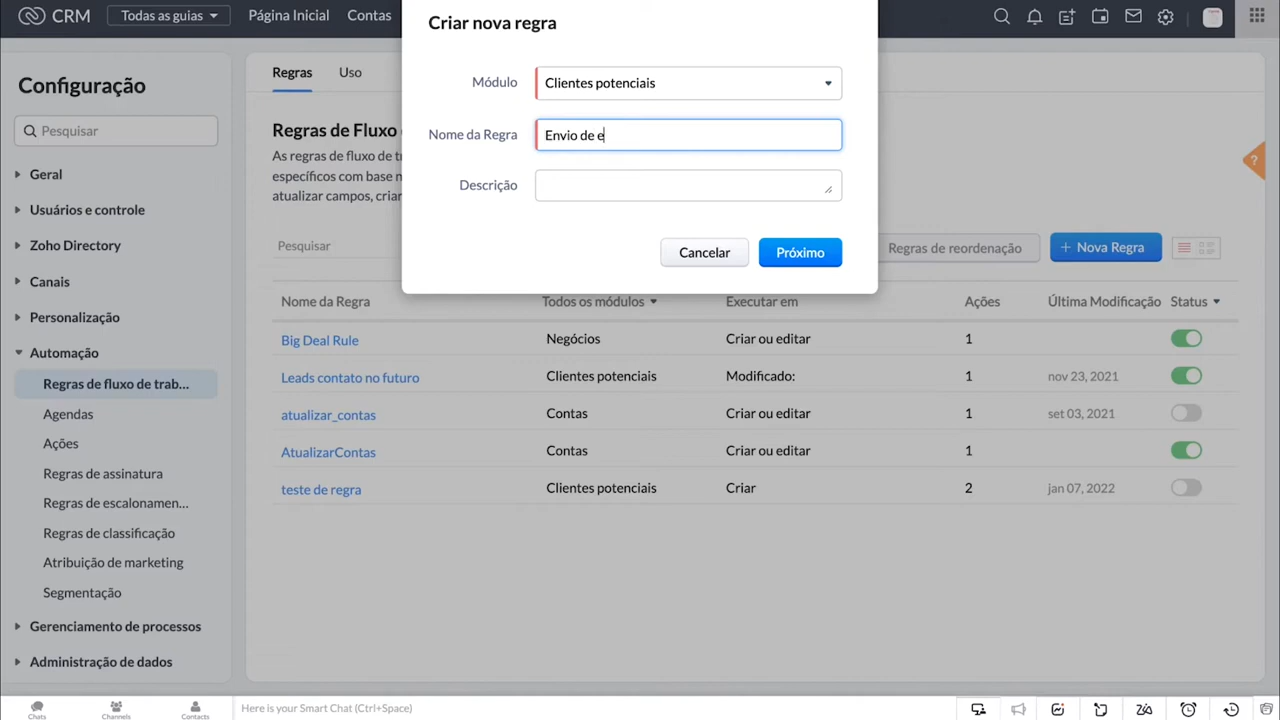 CRM
Todas as guias
Página Inicial
Contas
Criar nova regra
Módulo
Clientes potenciais
Nome da Regra
Envio de e
Descrição
Cancelar
Próximo
Configuração
Pesquisar
Geral
Usuários e controle
Zoho Directory
Canais
Personalização
Automação
Regras de fluxo de trab...
Agendas
Ações
Regras de assinatura
Regras de escalonamen...
Regras de classificação
Atribuição de marketing
Segmentação
Gerenciamento de processos
Administração de dados
Regras
Uso
Regras de Fluxo
As regras de fluxo de
específicos com base
atualizar campos, criar
Pesquisar
Regras de reordenação
+ Nova Regra
?
Nome da Regra
Todos os módulos
Executar em
Ações
Última Modificação
Status
Big Deal Rule
Negócios
Criar ou editar
1
Leads contato no futuro
Clientes potenciais
Modificado:
1
nov 23, 2021
atualizar_contas
Contas
Criar ou editar
1
set 03, 2021
AtualizarContas
Contas
Criar ou editar
1
teste de regra
Clientes potenciais
Criar
2
jan 07, 2022
Chats
Channels
Contacts
Here is your Smart Chat (Ctrl+Space)